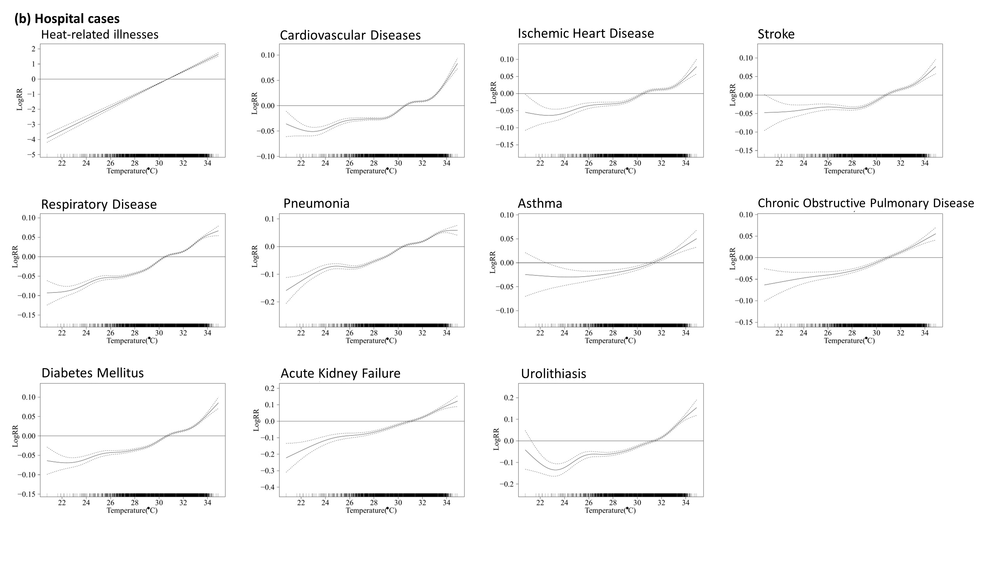 (b) Hospital cases
Heat-related illnesses
Cardiovascular Diseases
Ischemic Heart Disease
Stroke
2
1
0
−1
−2
−3
−4
−5
LogRR
22 24 26 28 30 32 34
Temperature(°C)
0.10
0.05
0.00
−0.05
−0.10
LogRR
22 24 26 28 30 32 34
Temperature(°C)
0.10
0.05
0.00
−0.05
−0.10
−0.15
LogRR
22 24 26 28 30 32 34
Temperature(°C)
0.10
0.05
0.00
−0.05
−0.10
−0.15
LogRR
22 24 26 28 30 32 34
Temperature(°C)
Respiratory Disease
Pneumonia
Asthma
Chronic Obstructive Pulmonary Disease
0.10
0.05
0.00
−0.05
−0.10
−0.15
LogRR
22 24 26 28 30 32 34
Temperature(°C)
0.1
0.0
−0.1
−0.2
LogRR
22 24 26 28 30 32 34
Temperature(°C)
0.10
0.05
0.00
−0.05
−0.10
LogRR
22 24 26 28 30 32 34
Temperature(°C)
0.10
0.05
0.00
−0.05
−0.10
−0.15
LogRR
22 24 26 28 30 32 34
Temperature(°C)
Diabetes Mellitus
Acute Kidney Failure
Urolithiasis
0.10
0.05
0.00
−0.05
−0.10
−0.15
LogRR
22 24 26 28 30 32 34
Temperature(°C)
0.2
0.1
0.0
−0.1
−0.2
−0.3
−0.4
LogRR
22 24 26 28 30 32 34
Temperature(°C)
0.2
0.1
0.0
−0.1
−0.2
LogRR
22 24 26 28 30 32 34
Temperature(°C)